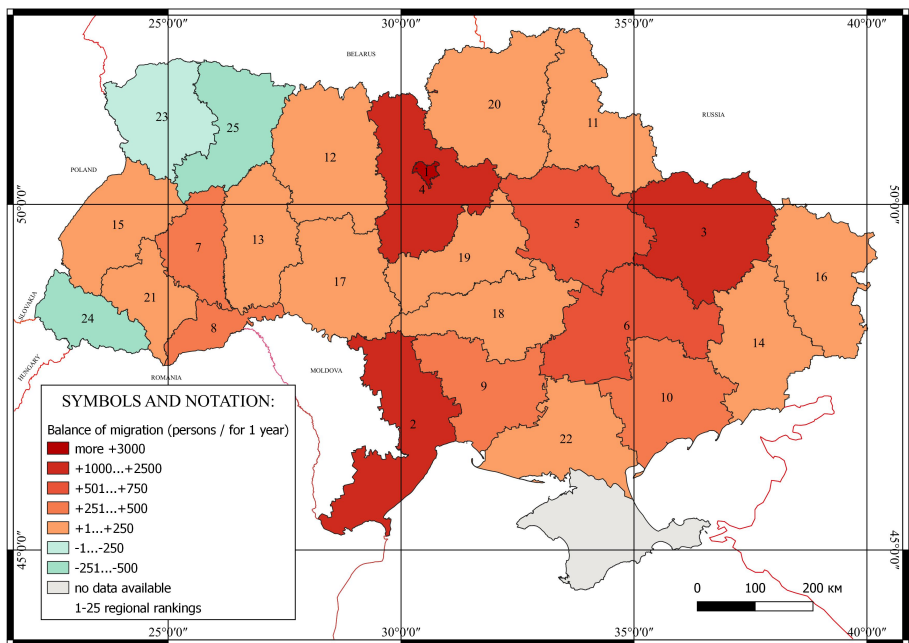 25°0′0″ 30°0′0″ 35°0′0″ 40°0′0″
BELARUS
RUSSIA
POLAND
SLOVAKIA
HUNGARY
ROMANIA
MOLDOVA
50°0′0″ 50°0′0″
45°0′0″ 45°0′0″
23
25
12
20
11
1
4
15
7
13
5
3
19
17
16
21
24
8
18
6
14
9
10
2
22
SYMBOLS AND NOTATION:
Balance of migration (persons / for 1 year)
more +3000
+1000...+2500
+501...+750
+251...+500
+1...+250
-1...-250
-251...-500
no data available
1-25 regional rankings
0 100 200 км
25°0′0″ 30°0′0″ 35°0′0″ 40°0′0″